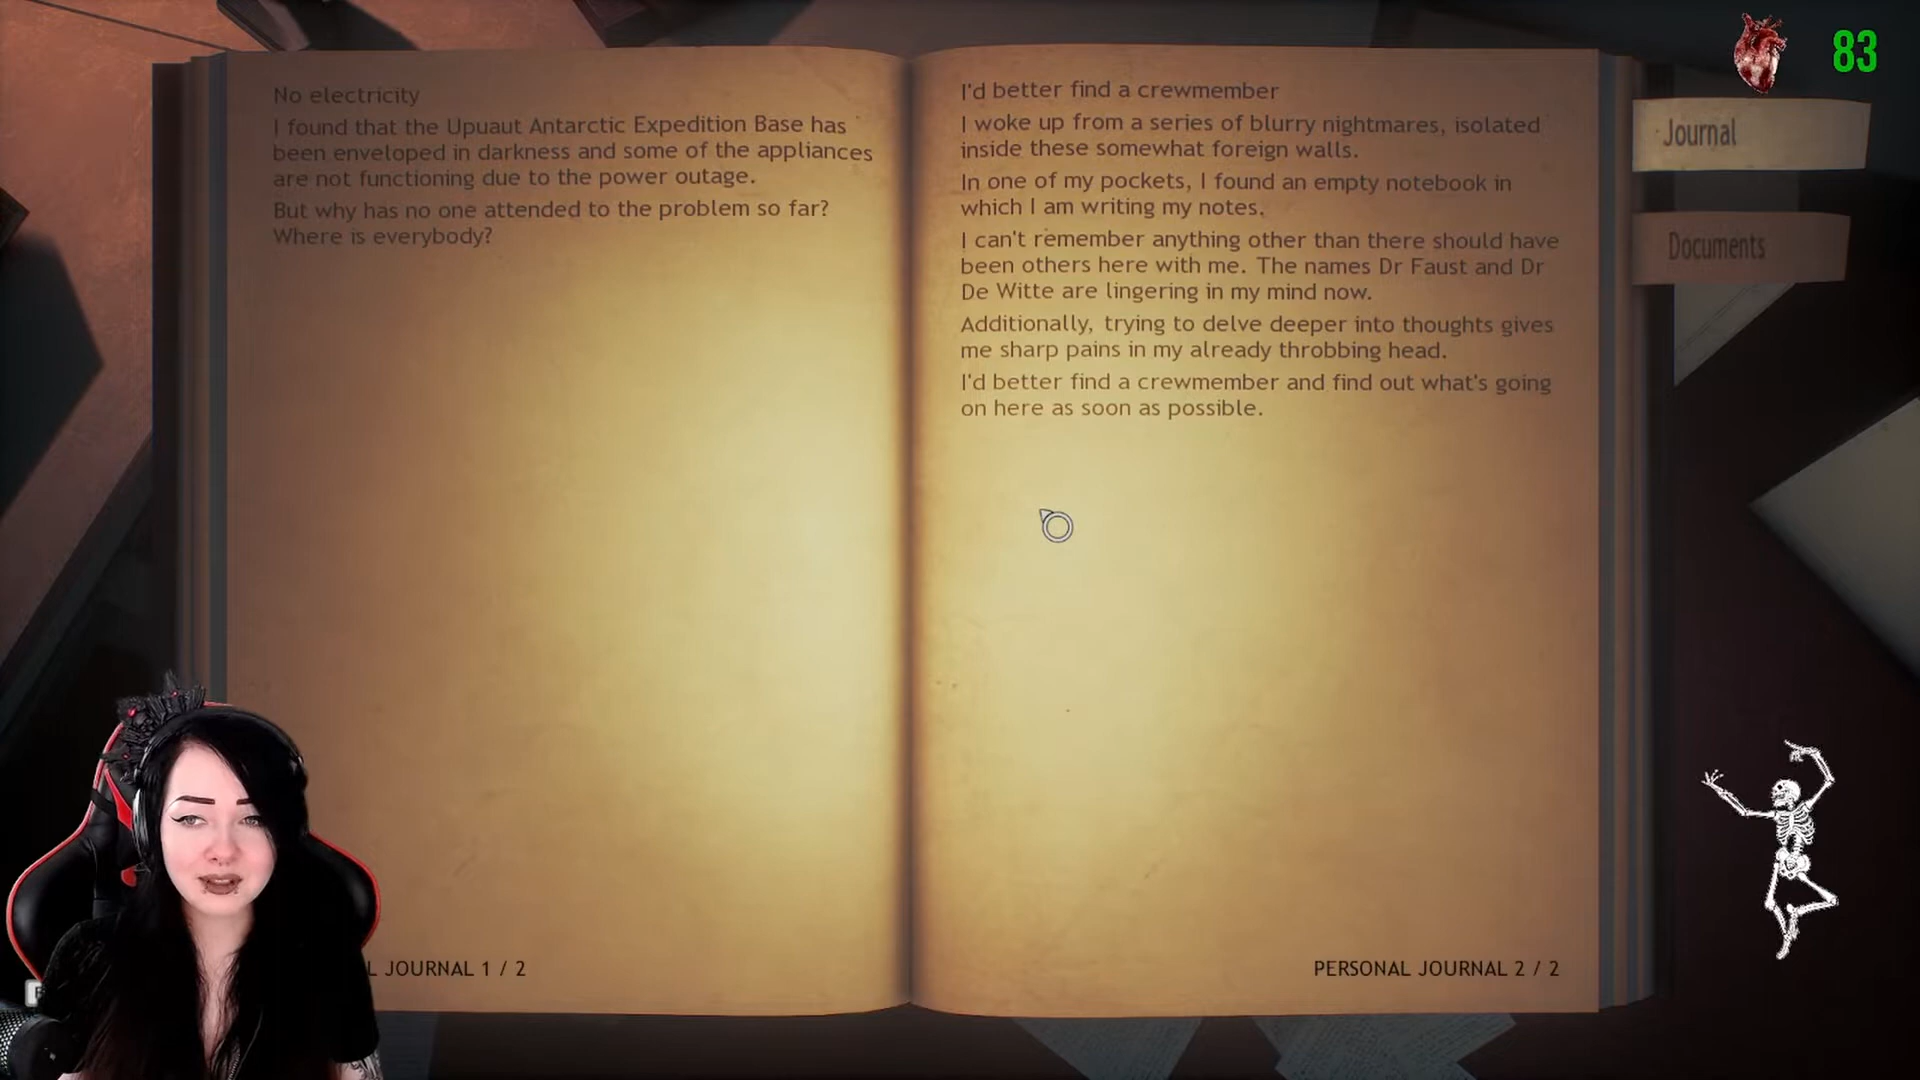 No electricity
I found that the Upuaut Antarctic Expedition Base has
been enveloped in darkness and some of the appliances
are not functioning due to the power outage.
But why has no one attended to the problem so far?
Where is everybody?
L JOURNAL 1 / 2
I'd better find a crewmember
I woke up from a series of blurry nightmares, isolated
inside these somewhat foreign walls.
In one of my pockets, I found an empty notebook in
which I am writing my notes.
I can't remember anything other than there should have
been others here with me. The names Dr Faust and Dr
De Witte are lingering in my mind now.
Additionally, trying to delve deeper into thoughts gives
me sharp pains in my already throbbing head.
I'd better find a crewmember and find out what's going
on here as soon as possible.
PERSONAL JOURNAL 2 / 2
83
Journal
Documents